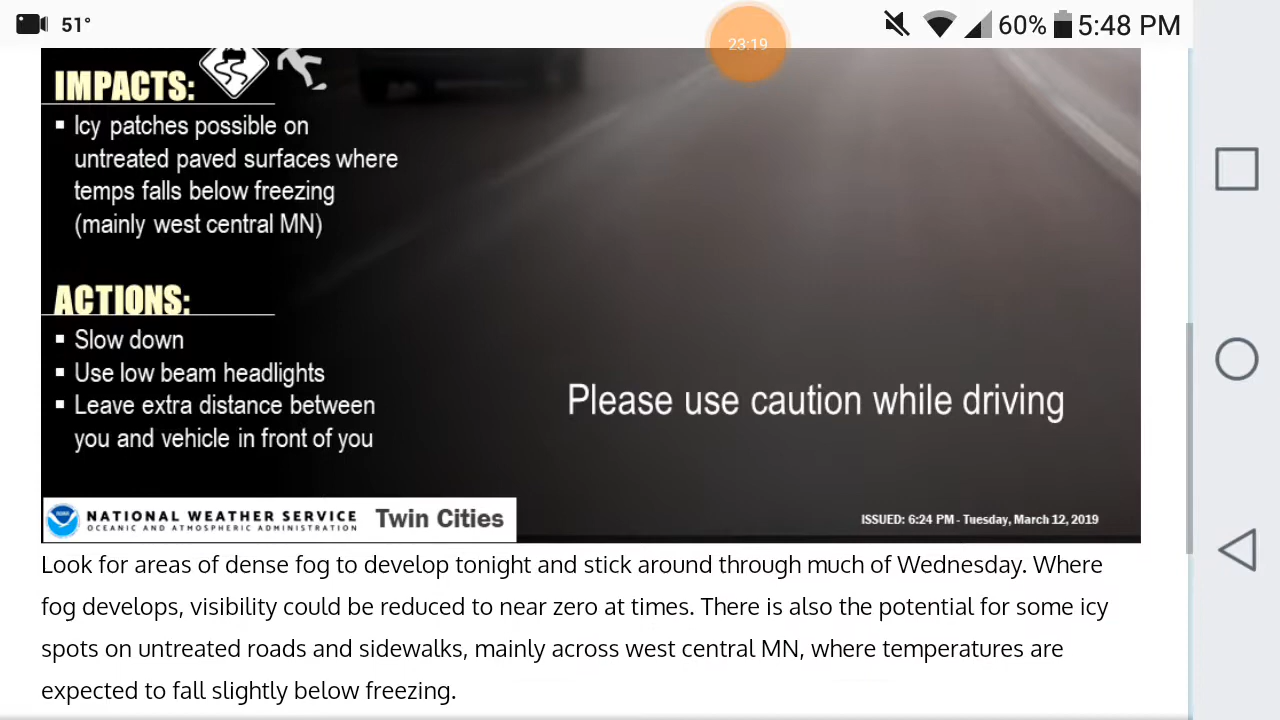 51°
23:19
60%
5:48 PM
IMPACTS:
▪ Icy patches possible on
untreated paved surfaces where
temps falls below freezing
(mainly west central MN)
ACTIONS:
▪ Slow down
▪ Use low beam headlights
▪ Leave extra distance between
you and vehicle in front of you
Please use caution while driving
NATIONAL WEATHER SERVICE
OCEANIC AND ATMOSPHERIC ADMINISTRATION
Twin Cities
ISSUED: 6:24 PM - Tuesday, March 12, 2019
Look for areas of dense fog to develop tonight and stick around through much of Wednesday. Where
fog develops, visibility could be reduced to near zero at times. There is also the potential for some icy
spots on untreated roads and sidewalks, mainly across west central MN, where temperatures are
expected to fall slightly below freezing.